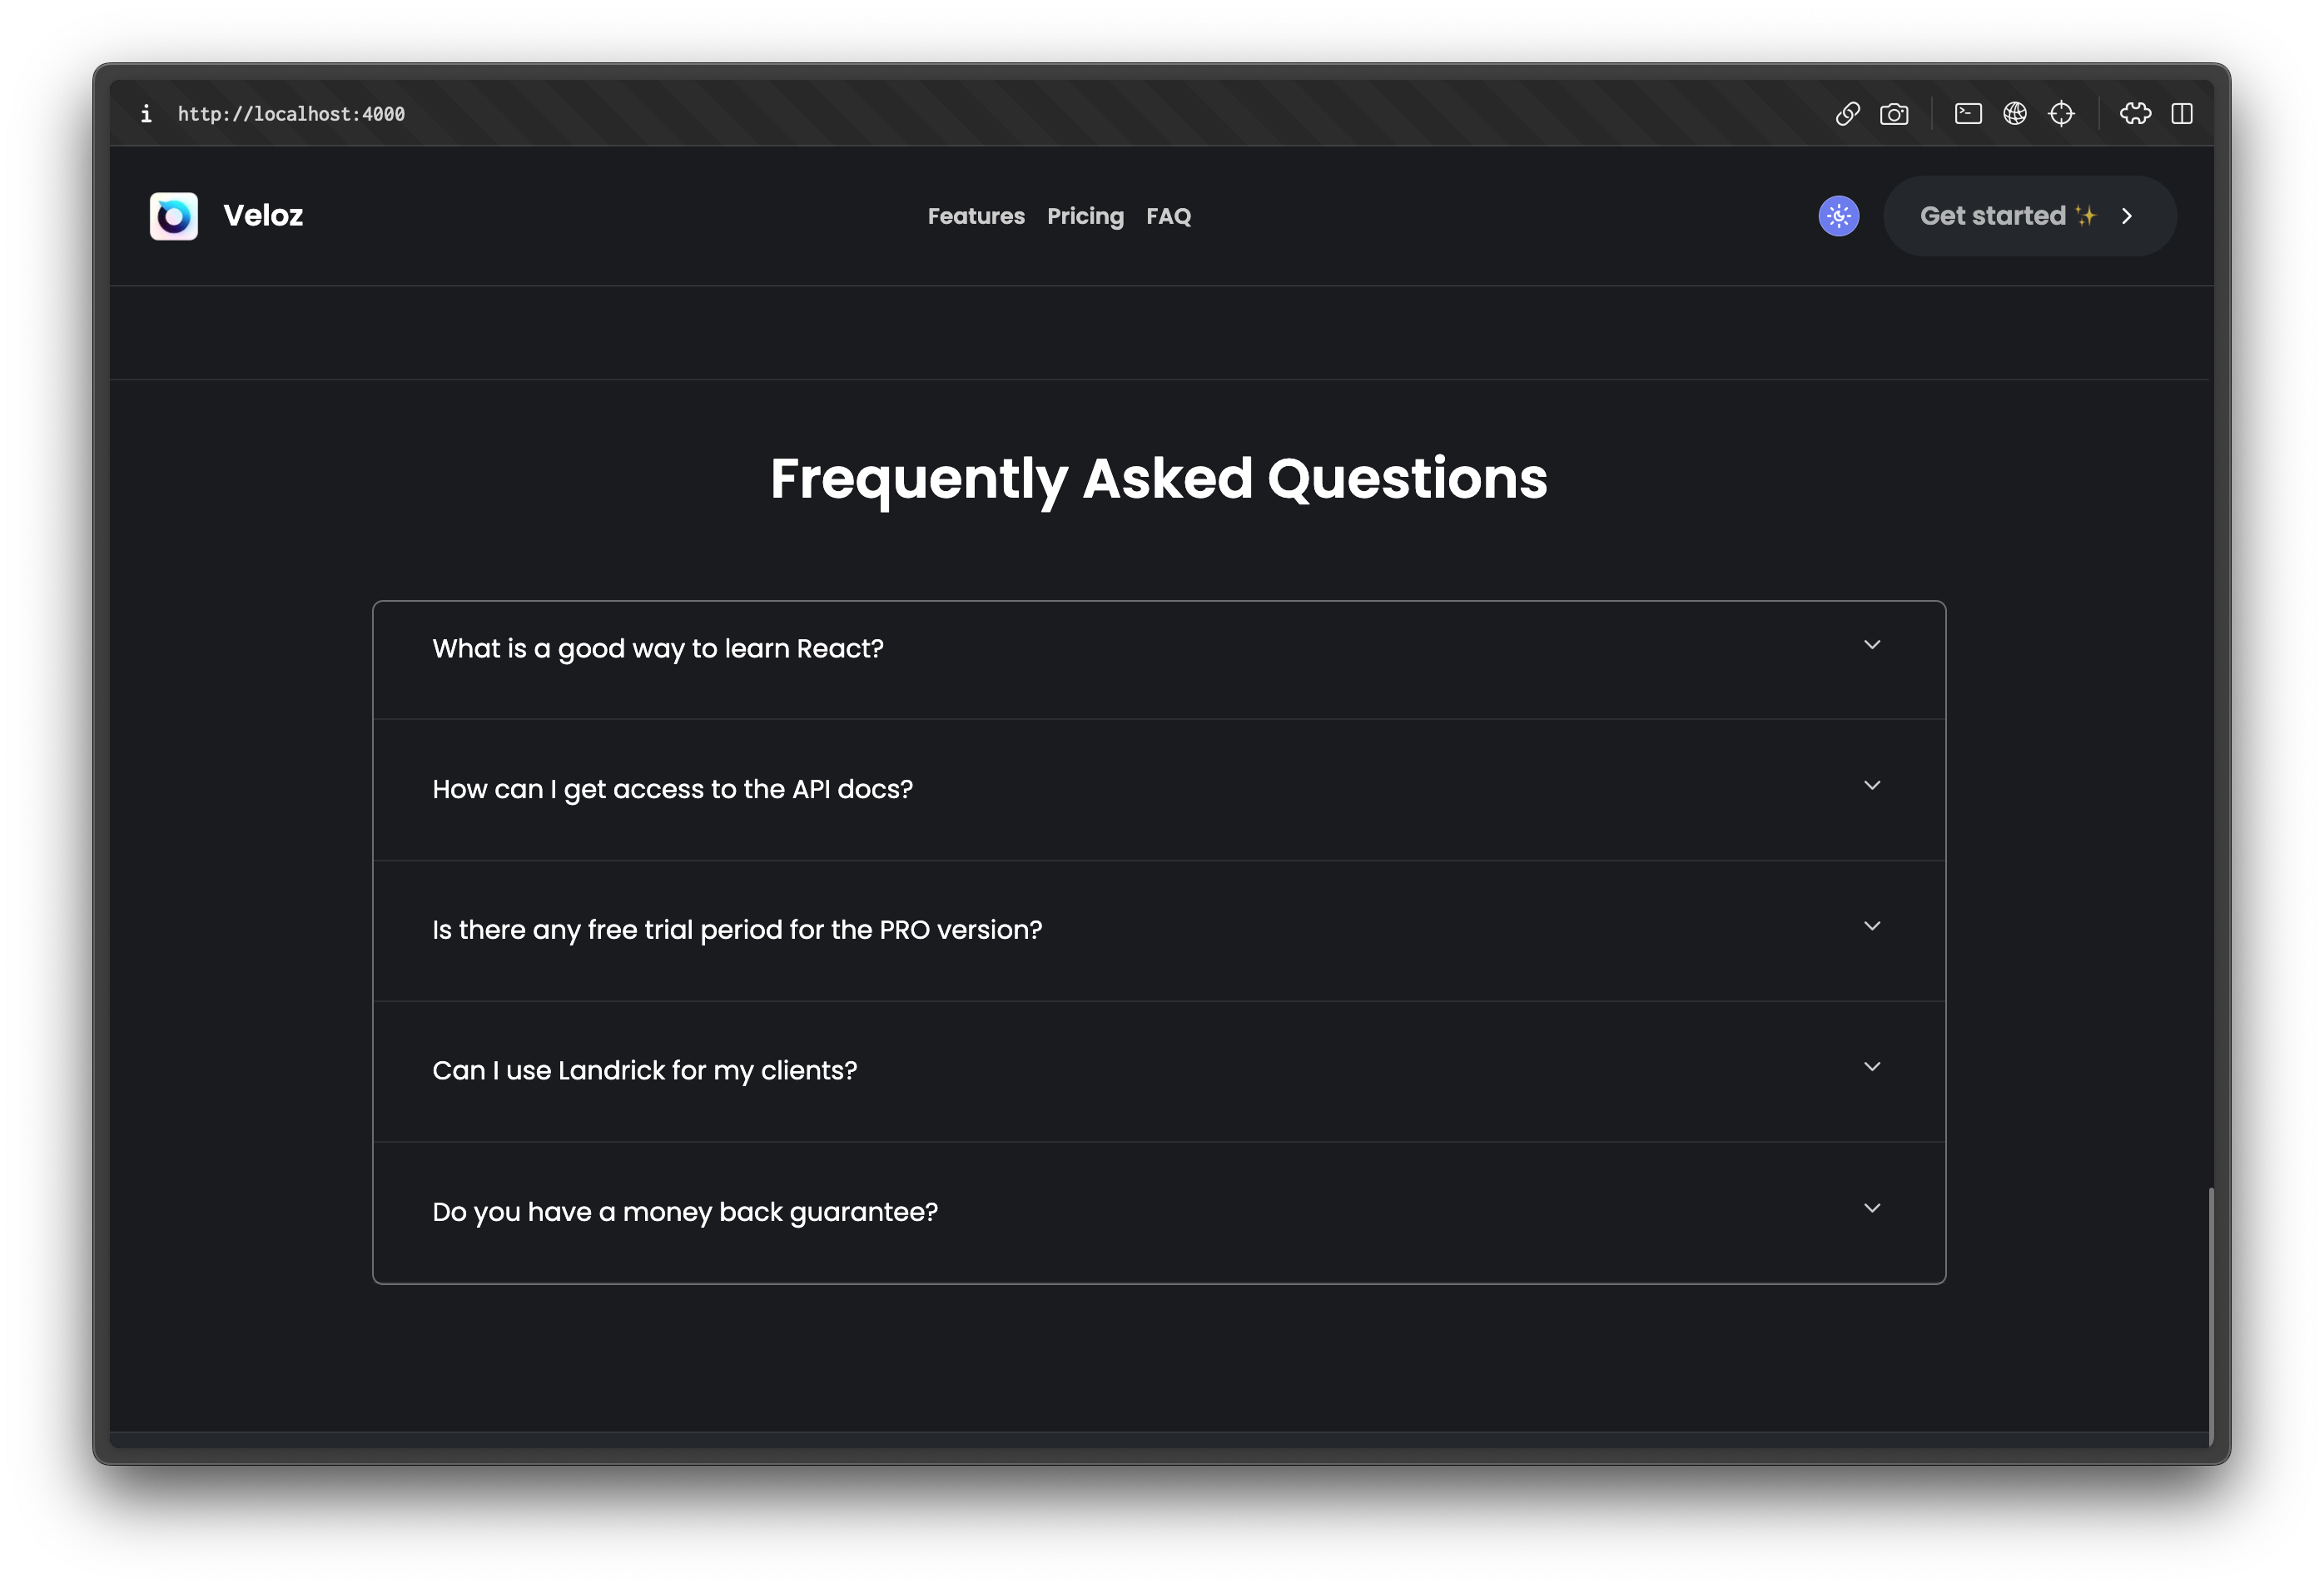 http://localhost:4000
Veloz
Features Pricing FAQ
Get started ✨
Frequently Asked Questions
What is a good way to learn React?
How can I get access to the API docs?
Is there any free trial period for the PRO version?
Can I use Landrick for my clients?
Do you have a money back guarantee?